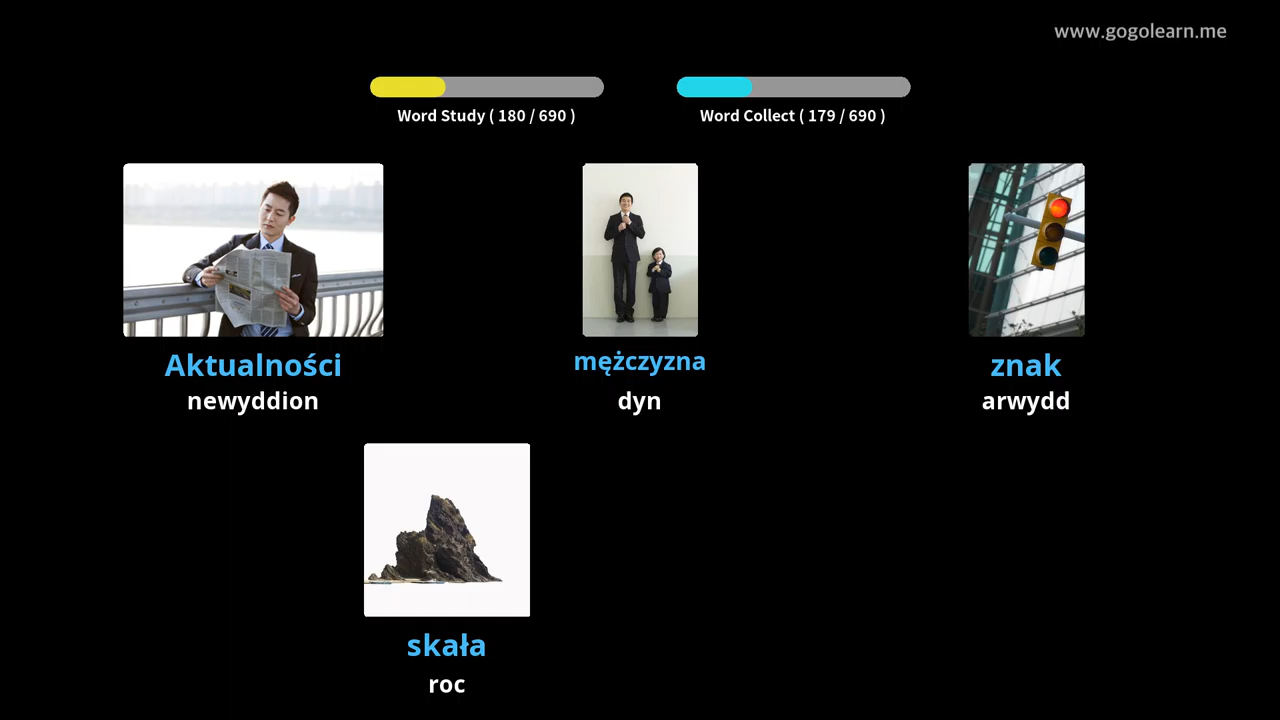 www.gogolearn.me
Word Study ( 180 / 690 )
Word Collect ( 179 / 690 )
Aktualności
newyddion
mężczyzna
dyn
znak
arwydd
skała
roc